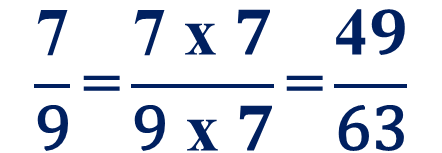 7/9 = 7 x 7/9 x 7 = 49/63